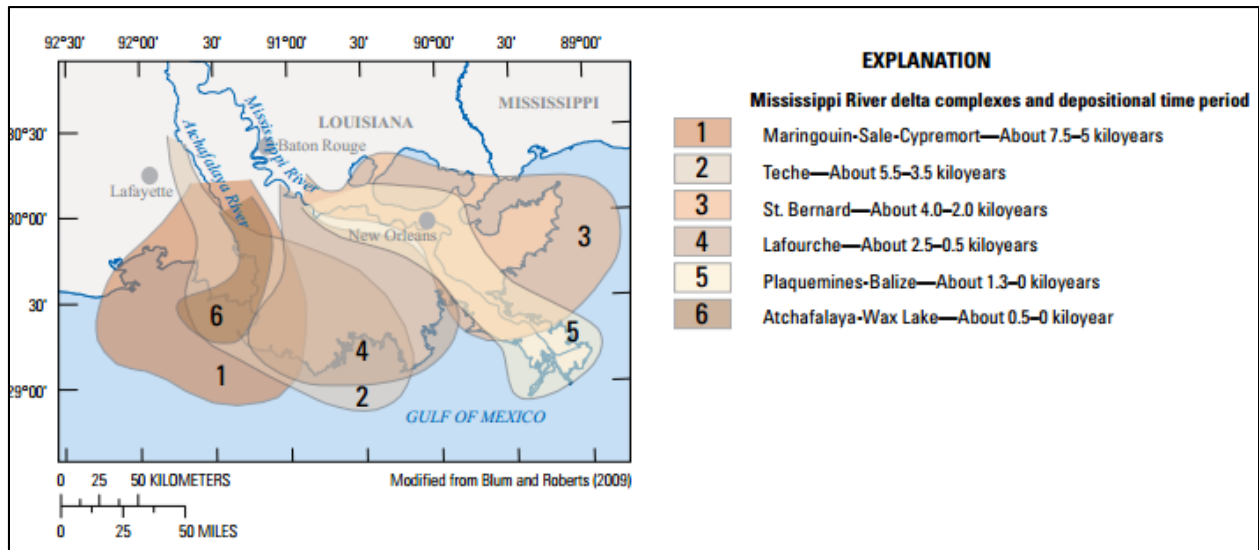 92°30' 92°00' 30' 91°00' 30' 90°00' 30' 89°00'
MISSISSIPPI
LOUISIANA
Mississippi River
Atchafalaya River
30°30'
Baton Rouge
Lafayette
30°00'
New Orleans
3
30'
6
5
4
1
2
29°00'
GULF OF MEXICO
0 25 50 KILOMETERS
Modified from Blum and Roberts (2009)
0 25 50 MILES
EXPLANATION
Mississippi River delta complexes and depositional time period
1 Maringouin-Sale-Cypremort—About 7.5–5 kiloyears
2 Teche—About 5.5–3.5 kiloyears
3 St. Bernard—About 4.0–2.0 kiloyears
4 Lafourche—About 2.5–0.5 kiloyears
5 Plaquemines-Balize—About 1.3–0 kiloyears
6 Atchafalaya-Wax Lake—About 0.5–0 kiloyear